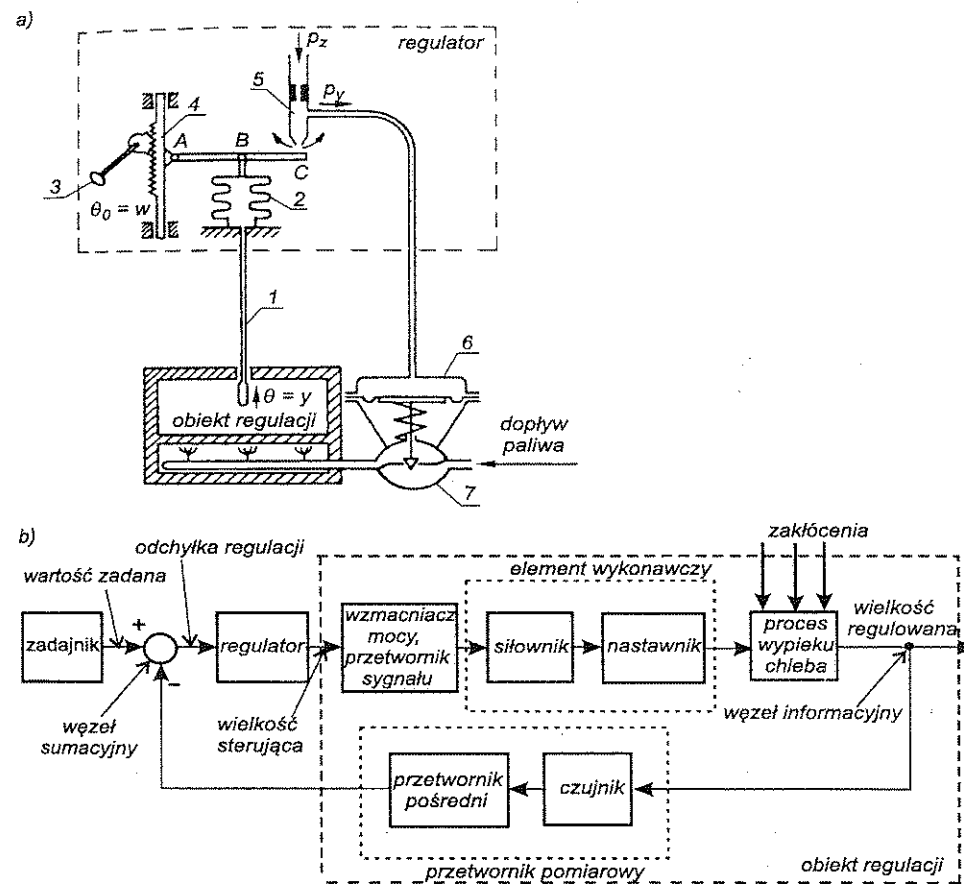 a)
regulator
p_z
5
p_y
4
A
B
C
3
θ₀ = w
2
1
6
θ = y
obiekt regulacji
dopływ
paliwa
7
b)
zakłócenia
odchyłka regulacji
element wykonawczy
wartość zadana
wielkość
regulowana
+
zadajnik
regulator
wzmacniacz
mocy,
przetwornik
sygnału
siłownik
nastawnik
proces
wypieku
chleba
−
węzeł
sumacyjny
wielkość
sterująca
węzeł informacyjny
przetwornik
pośredni
czujnik
przetwornik pomiarowy
obiekt regulacji